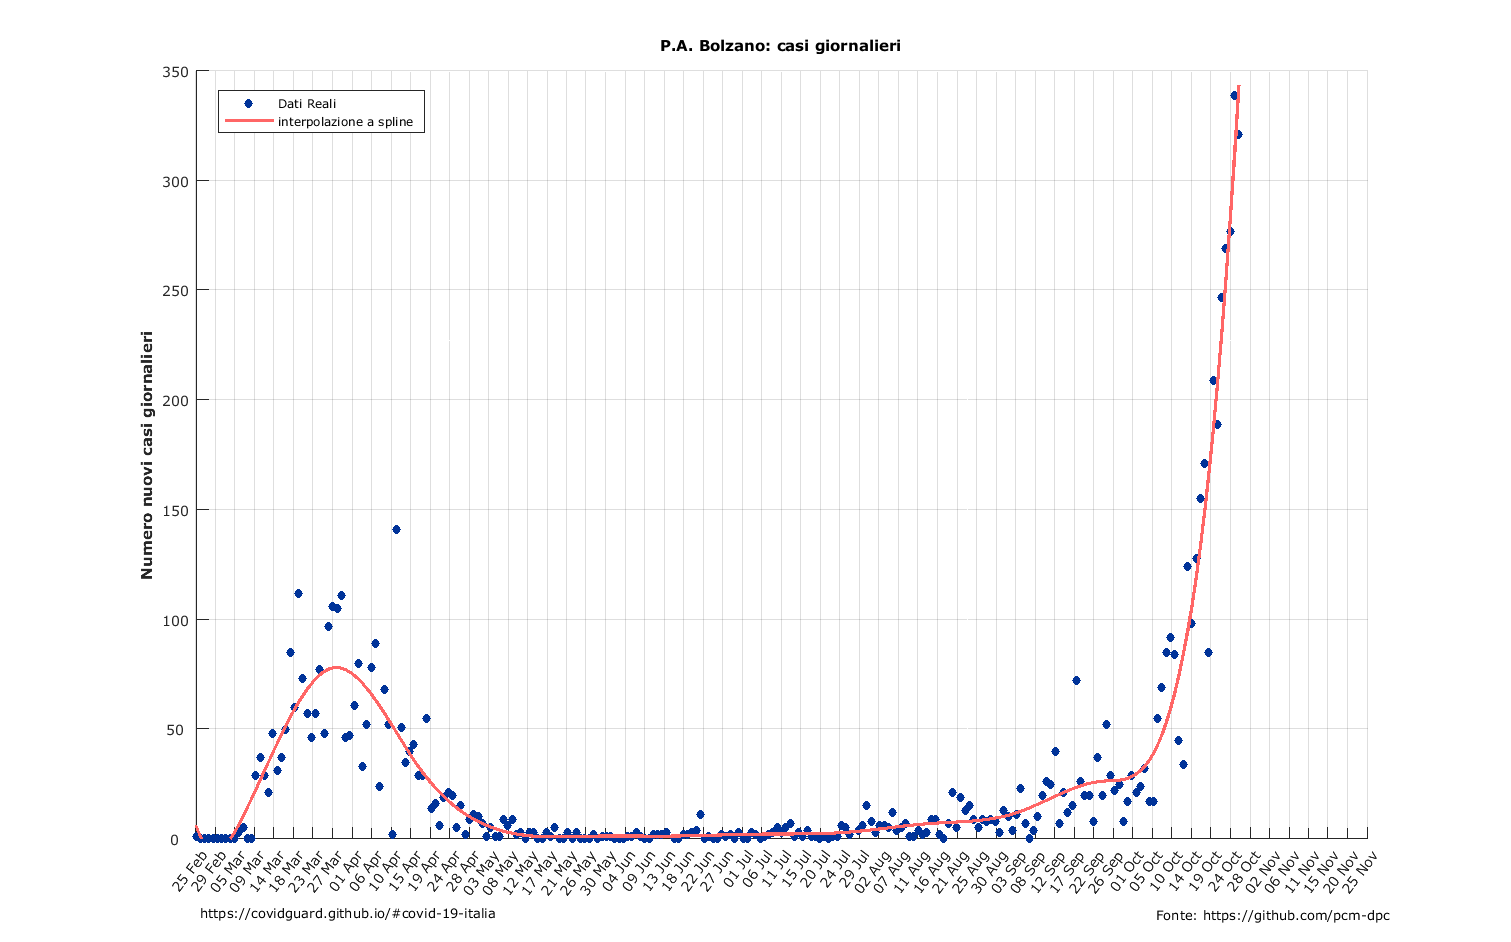 P.A. Bolzano: casi giornalieri
350
300
250
200
150
100
50
0
Numero nuovi casi giornalieri
Dati Reali
interpolazione a spline
25 Feb
29 Feb
05 Mar
09 Mar
14 Mar
18 Mar
23 Mar
27 Mar
01 Apr
06 Apr
10 Apr
15 Apr
19 Apr
24 Apr
28 Apr
03 May
08 May
12 May
17 May
21 May
26 May
30 May
04 Jun
09 Jun
13 Jun
18 Jun
22 Jun
27 Jun
01 Jul
06 Jul
11 Jul
15 Jul
20 Jul
24 Jul
29 Jul
02 Aug
07 Aug
11 Aug
16 Aug
21 Aug
25 Aug
30 Aug
03 Sep
08 Sep
12 Sep
17 Sep
22 Sep
26 Sep
01 Oct
05 Oct
10 Oct
14 Oct
19 Oct
24 Oct
28 Oct
02 Nov
06 Nov
11 Nov
15 Nov
20 Nov
25 Nov
https://covidguard.github.io/#covid-19-italia
Fonte: https://github.com/pcm-dpc